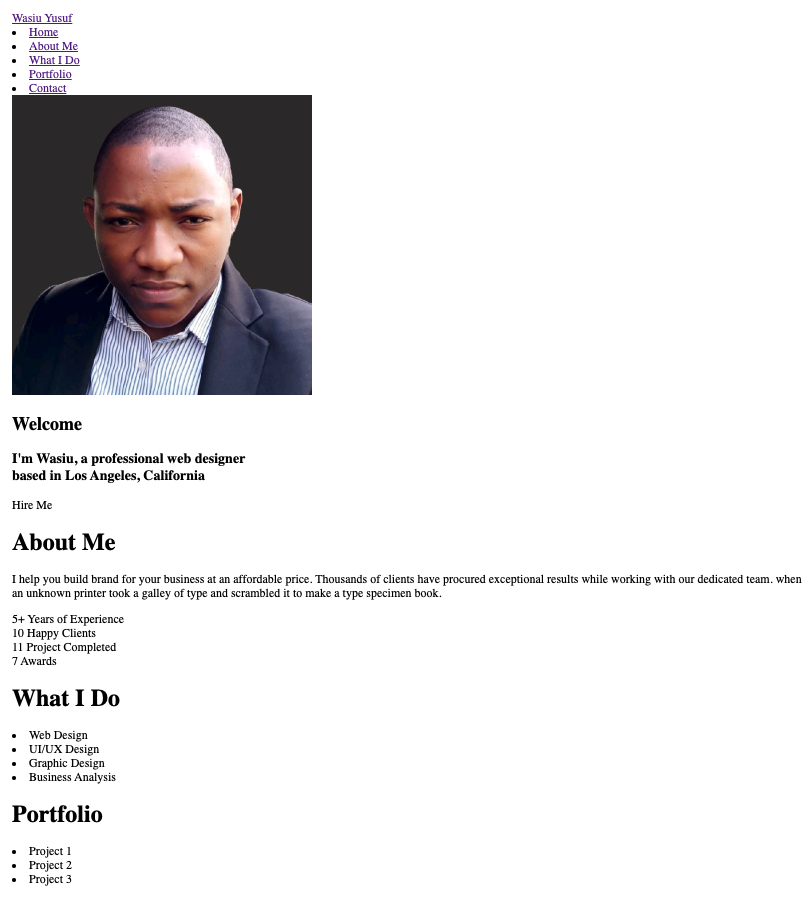 Wasiu Yusuf
Home
About Me
What I Do
Portfolio
Contact
Welcome
I'm Wasiu, a professional web designer
based in Los Angeles, California
Hire Me
About Me
I help you build brand for your business at an affordable price. Thousands of clients have procured exceptional results while working with our dedicated team. when
an unknown printer took a galley of type and scrambled it to make a type specimen book.
5+ Years of Experience
10 Happy Clients
11 Project Completed
7 Awards
What I Do
Web Design
UI/UX Design
Graphic Design
Business Analysis
Portfolio
Project 1
Project 2
Project 3